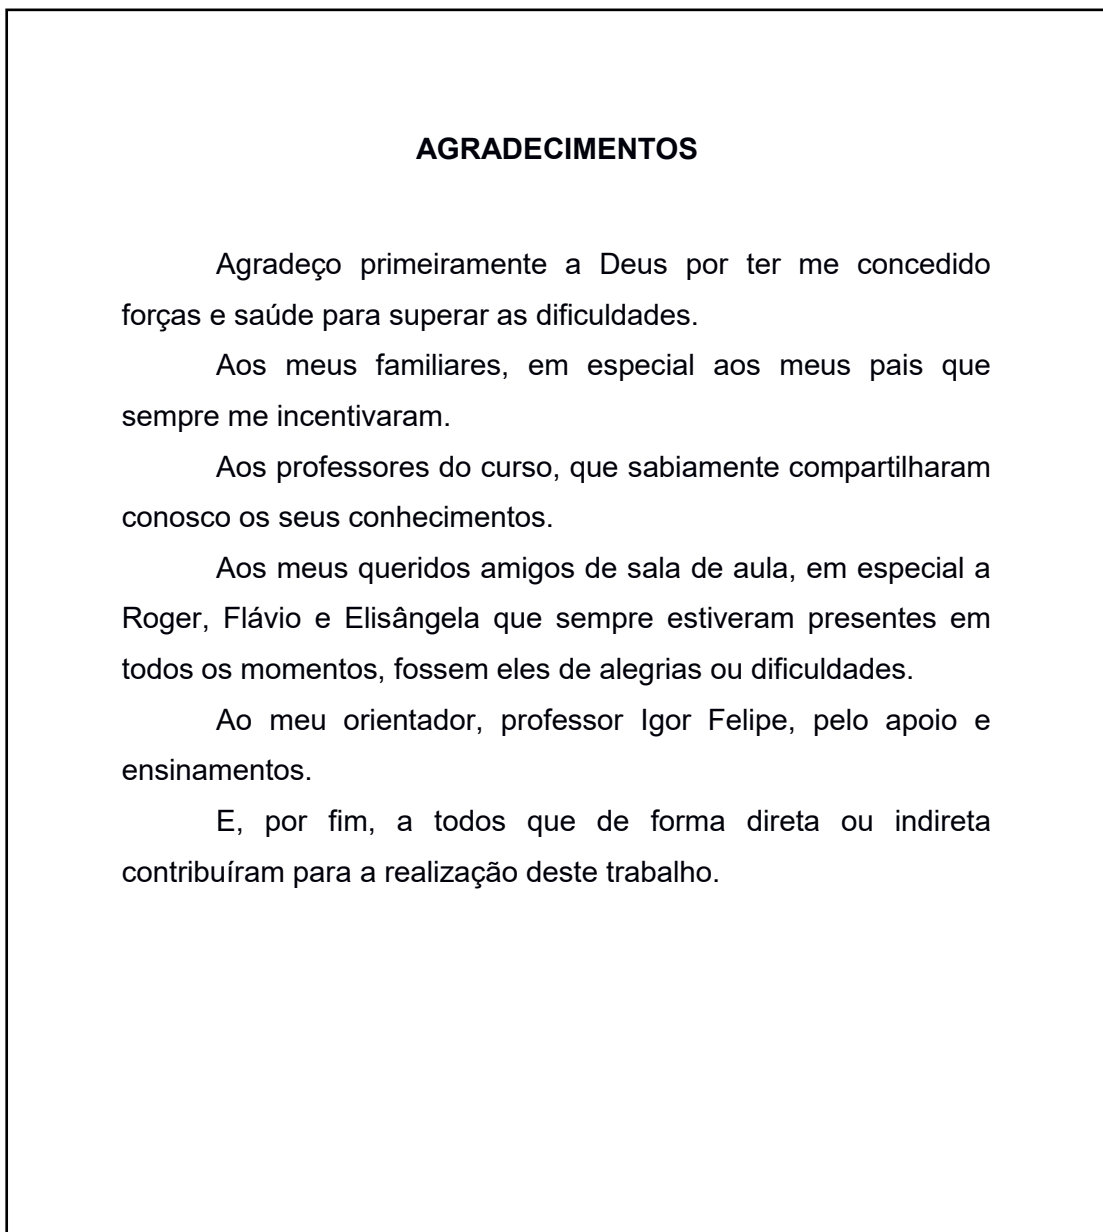 AGRADECIMENTOS
Agradeço primeiramente a Deus por ter me concedido
forças e saúde para superar as dificuldades.
Aos meus familiares, em especial aos meus pais que
sempre me incentivaram.
Aos professores do curso, que sabiamente compartilharam
conosco os seus conhecimentos.
Aos meus queridos amigos de sala de aula, em especial a
Roger, Flávio e Elisângela que sempre estiveram presentes em
todos os momentos, fossem eles de alegrias ou dificuldades.
Ao meu orientador, professor Igor Felipe, pelo apoio e
ensinamentos.
E, por fim, a todos que de forma direta ou indireta
contribuíram para a realização deste trabalho.